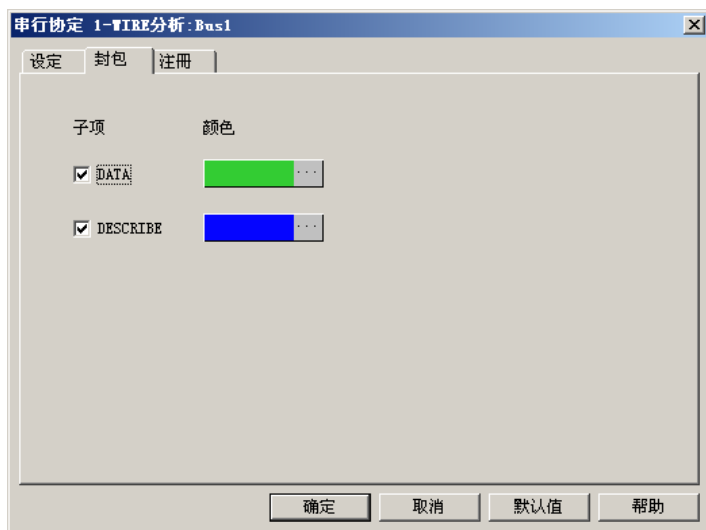 串行协定 1-WIRE分析:Bus1
设定 封包 注册
子项 颜色
DATA ...
DESCRIBE ...
确定 取消 默认值 帮助